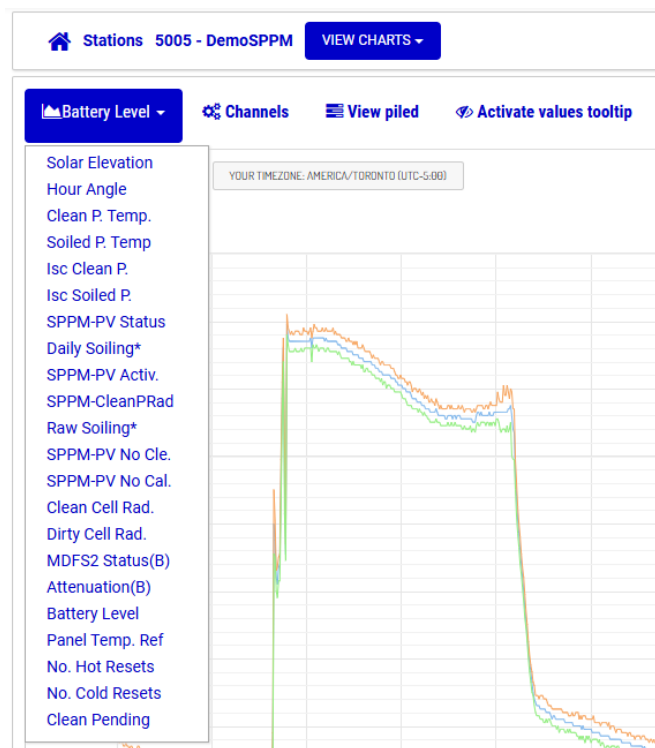 Stations 5005 - DemoSPPM VIEW CHARTS
Battery Level Channels View piled Activate values tooltip
YOUR TIMEZONE: AMERICA/TORONTO (UTC-5:00)
Solar Elevation
Hour Angle
Clean P. Temp.
Soiled P. Temp
Isc Clean P.
Isc Soiled P.
SPPM-PV Status
Daily Soiling*
SPPM-PV Activ.
SPPM-CleanPRad
Raw Soiling*
SPPM-PV No Cle.
SPPM-PV No Cal.
Clean Cell Rad.
Dirty Cell Rad.
MDFS2 Status(B)
Attenuation(B)
Battery Level
Panel Temp. Ref
No. Hot Resets
No. Cold Resets
Clean Pending